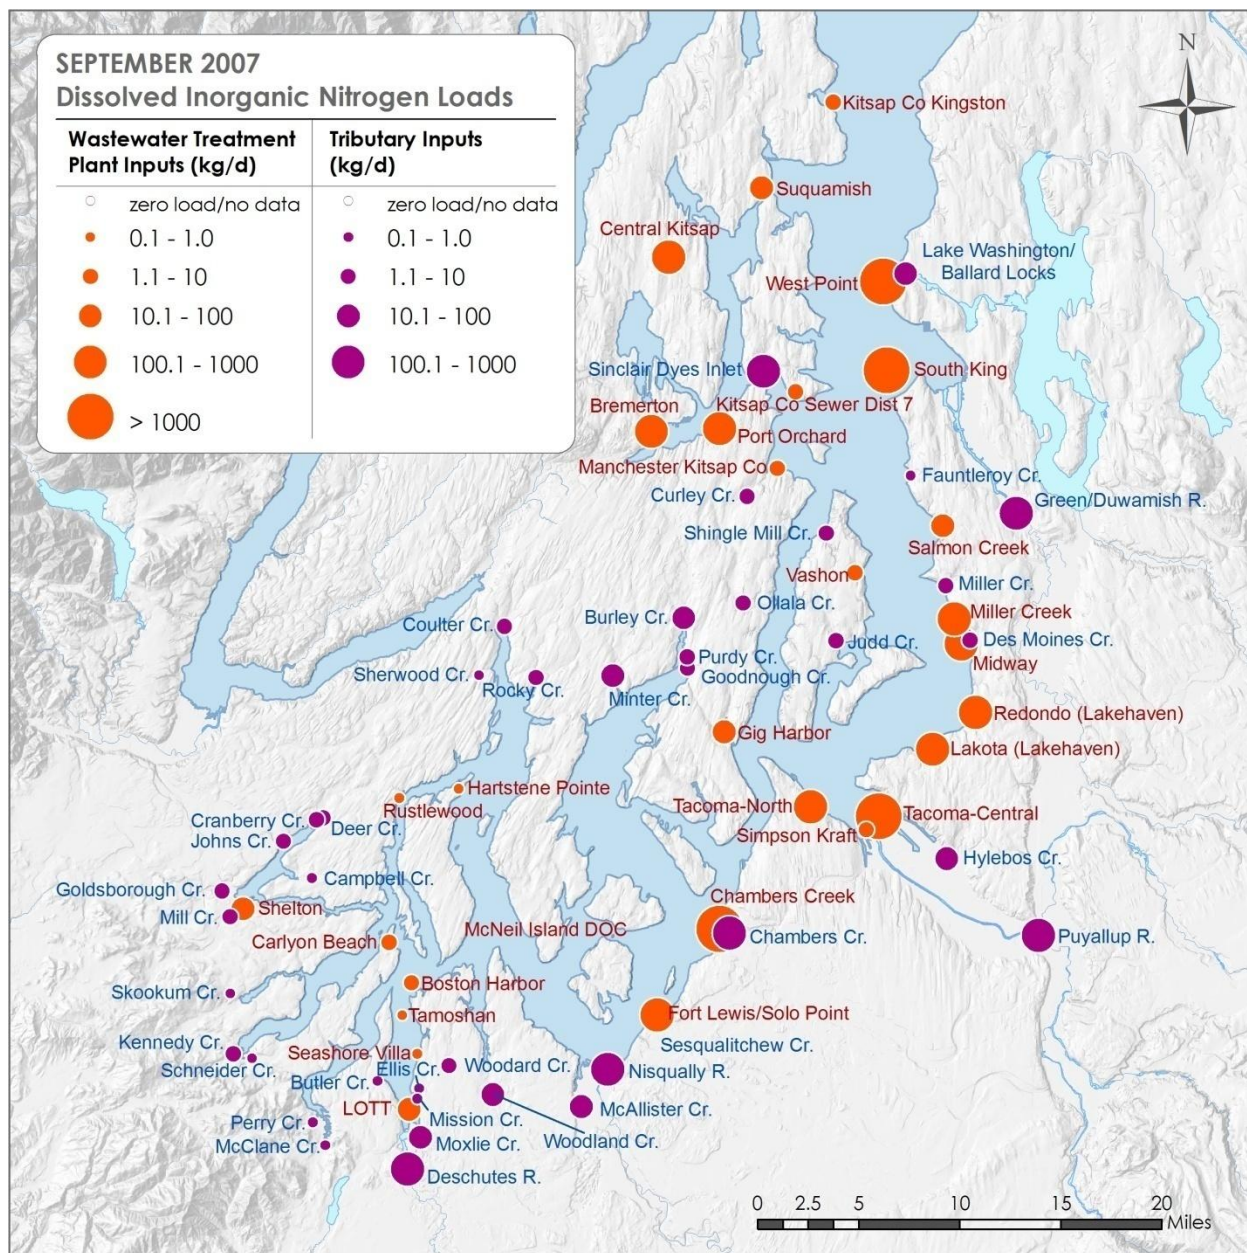 SEPTEMBER 2007
Dissolved Inorganic Nitrogen Loads
Wastewater Treatment
Plant Inputs (kg/d)
Tributary Inputs
(kg/d)
zero load/no data
zero load/no data
0.1 - 1.0
0.1 - 1.0
1.1 - 10
1.1 - 10
10.1 - 100
10.1 - 100
100.1 - 1000
100.1 - 1000
> 1000
N
Kitsap Co Kingston
Suquamish
Central Kitsap
Lake Washington/
Ballard Locks
West Point
Sinclair Dyes Inlet
South King
Kitsap Co Sewer Dist 7
Bremerton
Port Orchard
Manchester Kitsap Co
Fauntleroy Cr.
Curley Cr.
Green/Duwamish R.
Shingle Mill Cr.
Salmon Creek
Vashon
Miller Cr.
Ollala Cr.
Miller Creek
Burley Cr.
Coulter Cr.
Judd Cr.
Des Moines Cr.
Purdy Cr.
Midway
Sherwood Cr.
Goodnough Cr.
Rocky Cr.
Minter Cr.
Redondo (Lakehaven)
Gig Harbor
Lakota (Lakehaven)
Hartstene Pointe
Rustlewood
Tacoma-North
Tacoma-Central
Cranberry Cr.
Deer Cr.
Simpson Kraft
Johns Cr.
Hylebos Cr.
Campbell Cr.
Goldsborough Cr.
Chambers Creek
Shelton
Mill Cr.
McNeil Island DOC
Chambers Cr.
Puyallup R.
Carlyon Beach
Boston Harbor
Skookum Cr.
Tamoshan
Fort Lewis/Solo Point
Kennedy Cr.
Sesqualitchew Cr.
Seashore Villa
Schneider Cr.
Ellis Cr.
Woodard Cr.
Nisqually R.
Butler Cr.
LOTT
McAllister Cr.
Perry Cr.
Mission Cr.
Woodland Cr.
McClane Cr.
Moxlie Cr.
Deschutes R.
0 2.5 5 10 15 20
Miles